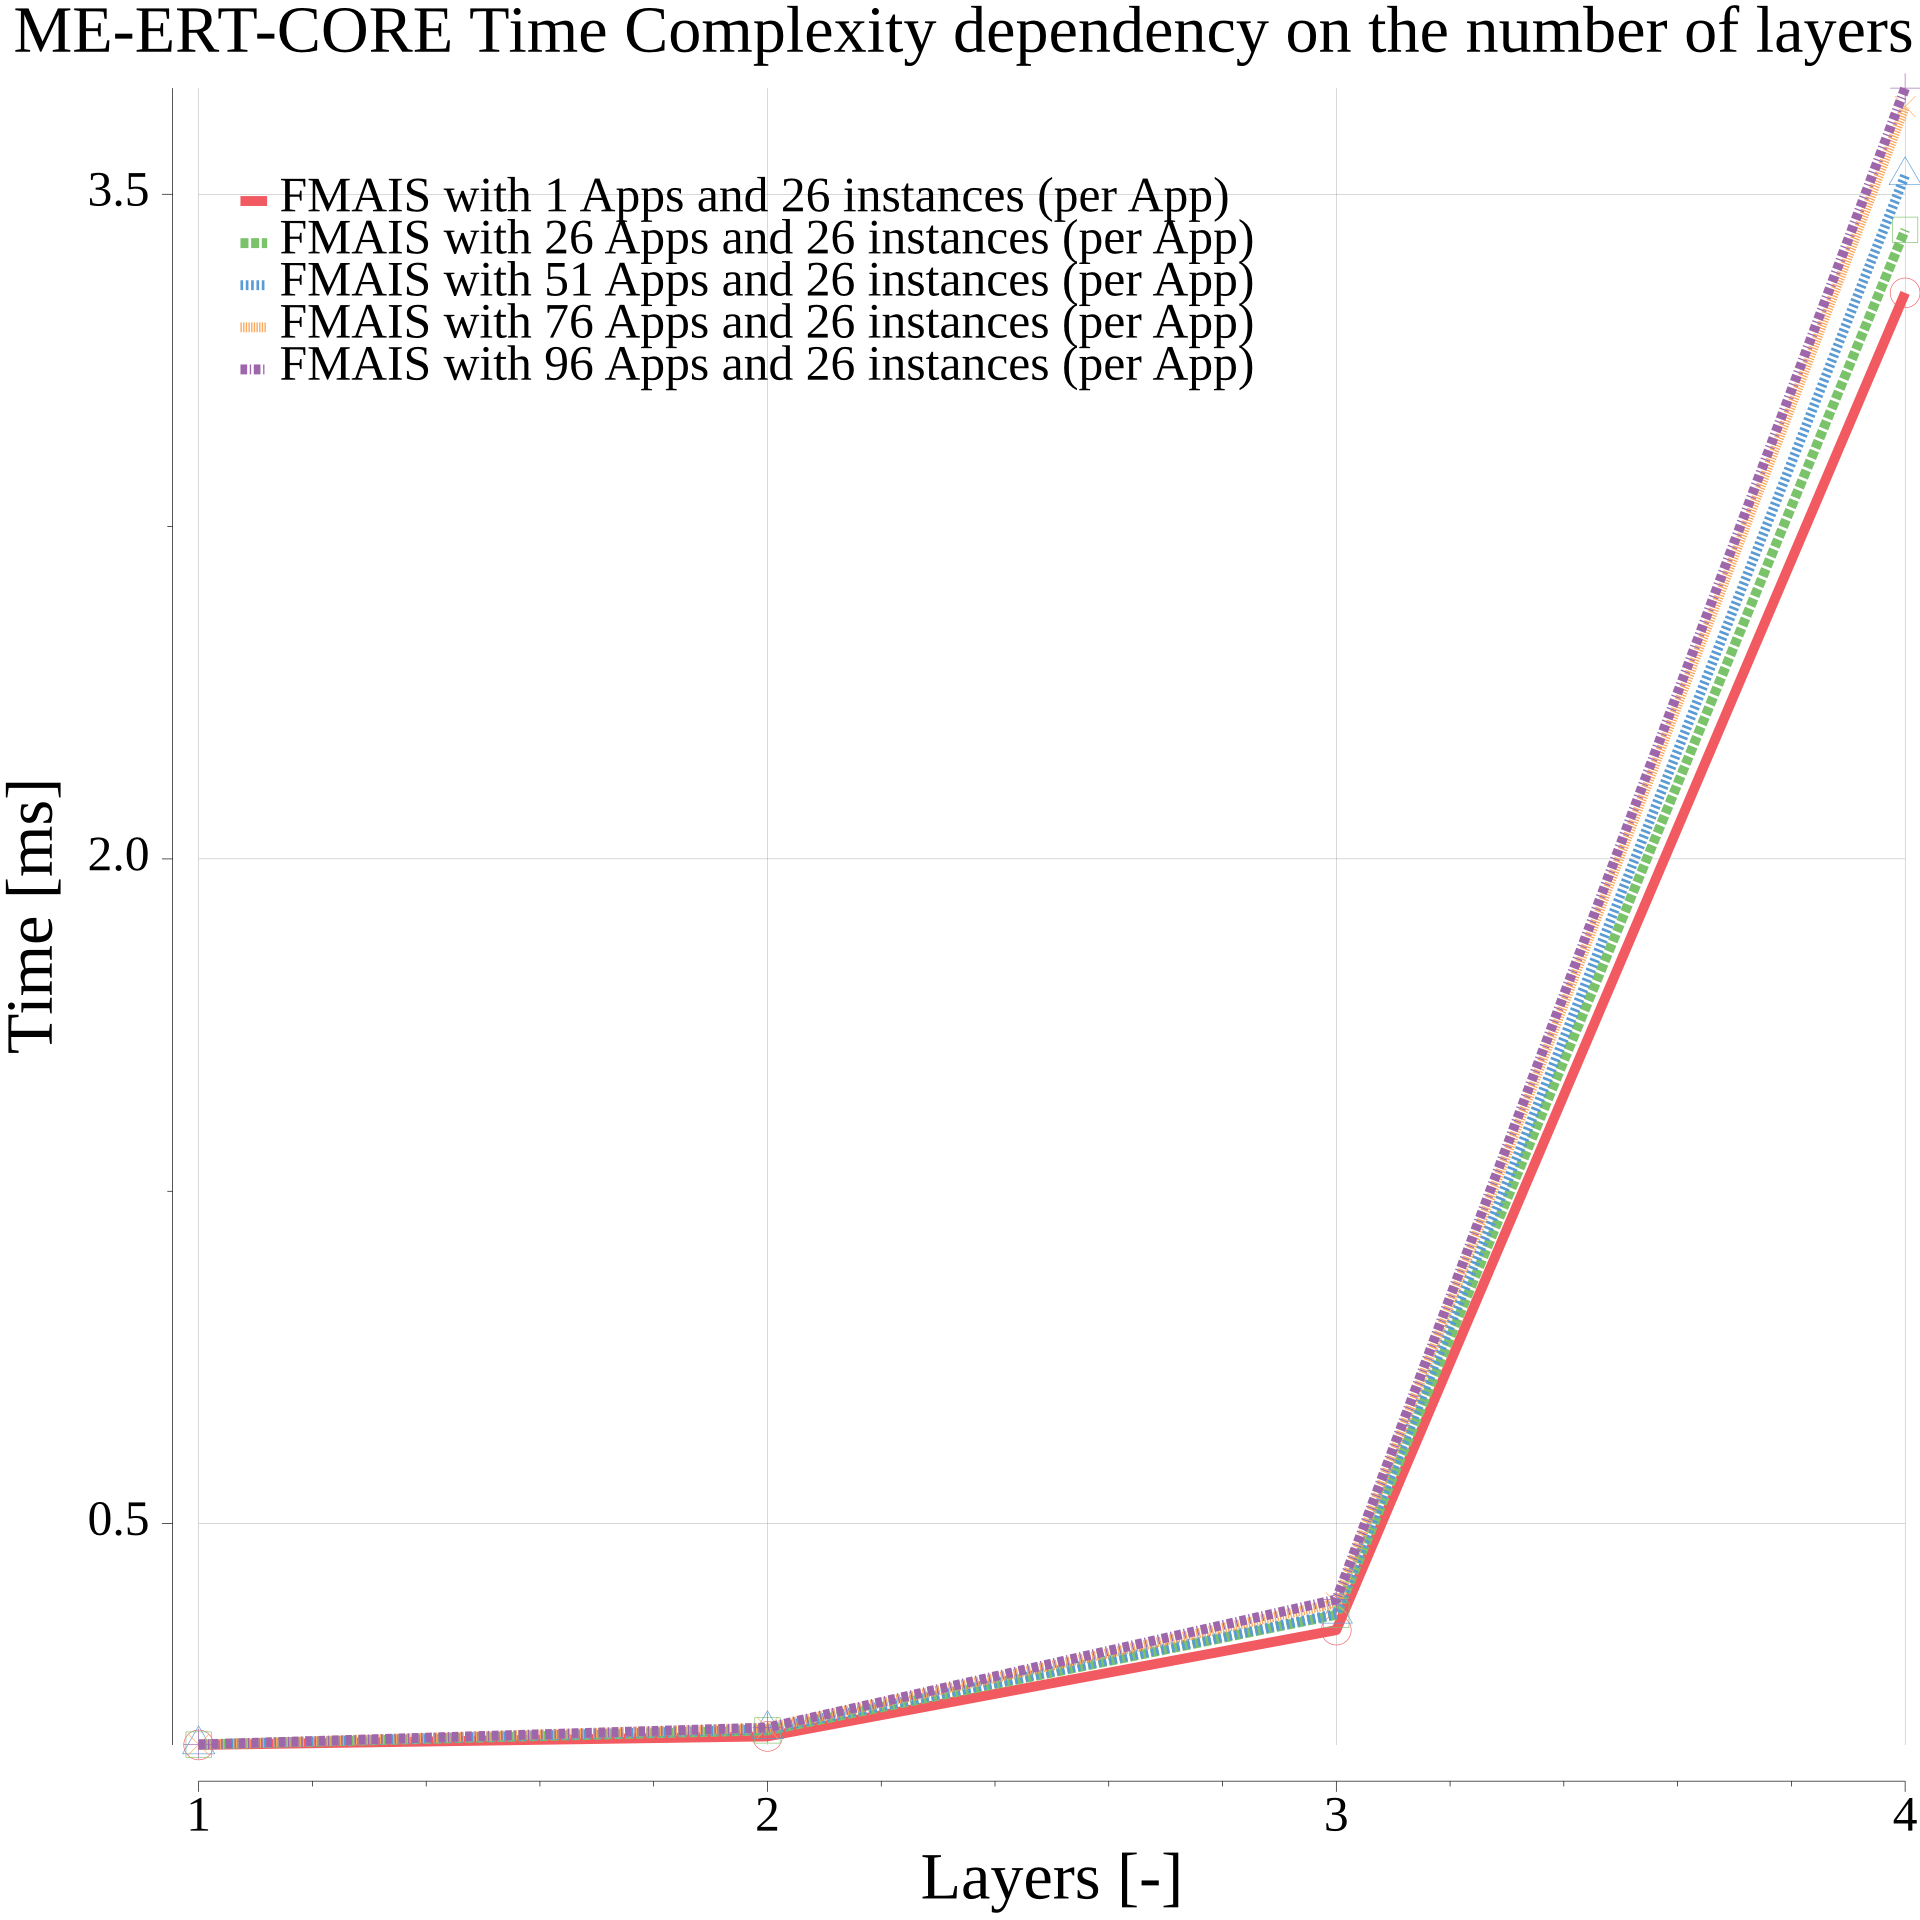 ME-ERT-CORE Time Complexity dependency on the number of layers
3.5
FMAIS with 1 Apps and 26 instances (per App)
FMAIS with 26 Apps and 26 instances (per App)
FMAIS with 51 Apps and 26 instances (per App)
FMAIS with 76 Apps and 26 instances (per App)
FMAIS with 96 Apps and 26 instances (per App)
2.0
Time [ms]
0.5
1 2 3 4
Layers [-]